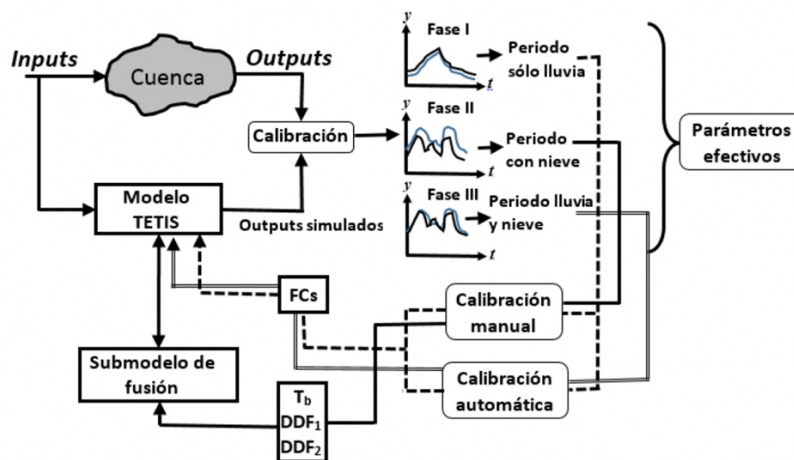 Inputs
Cuenca
Outputs
Calibración
Modelo
TETIS
Outputs simulados
y
Fase I
t
Periodo
sólo lluvia
y
Fase II
t
Periodo
con nieve
y
Fase III
t
Periodo lluvia
y nieve
Parámetros
efectivos
FCs
Calibración
manual
Submodelo de
fusión
Calibración
automática
Tb
DDF1
DDF2